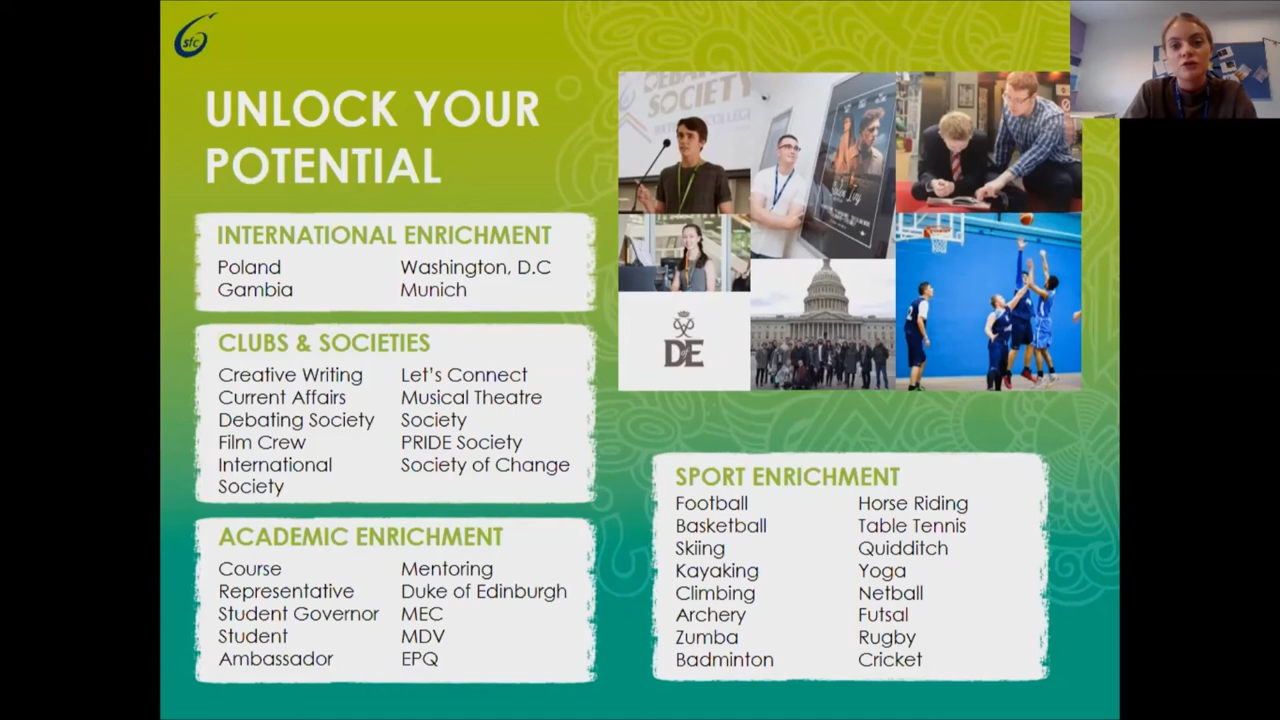 sfc
UNLOCK YOUR
POTENTIAL
INTERNATIONAL ENRICHMENT
Poland
Gambia
Washington, D.C
Munich
CLUBS & SOCIETIES
Creative Writing
Current Affairs
Debating Society
Film Crew
International
Society
Let's Connect
Musical Theatre
Society
PRIDE Society
Society of Change
ACADEMIC ENRICHMENT
Course
Representative
Student Governor
Student
Ambassador
Mentoring
Duke of Edinburgh
MEC
MDV
EPQ
SOCIETY
DofE
SPORT ENRICHMENT
Football
Basketball
Skiing
Kayaking
Climbing
Archery
Zumba
Badminton
Horse Riding
Table Tennis
Quidditch
Yoga
Netball
Futsal
Rugby
Cricket